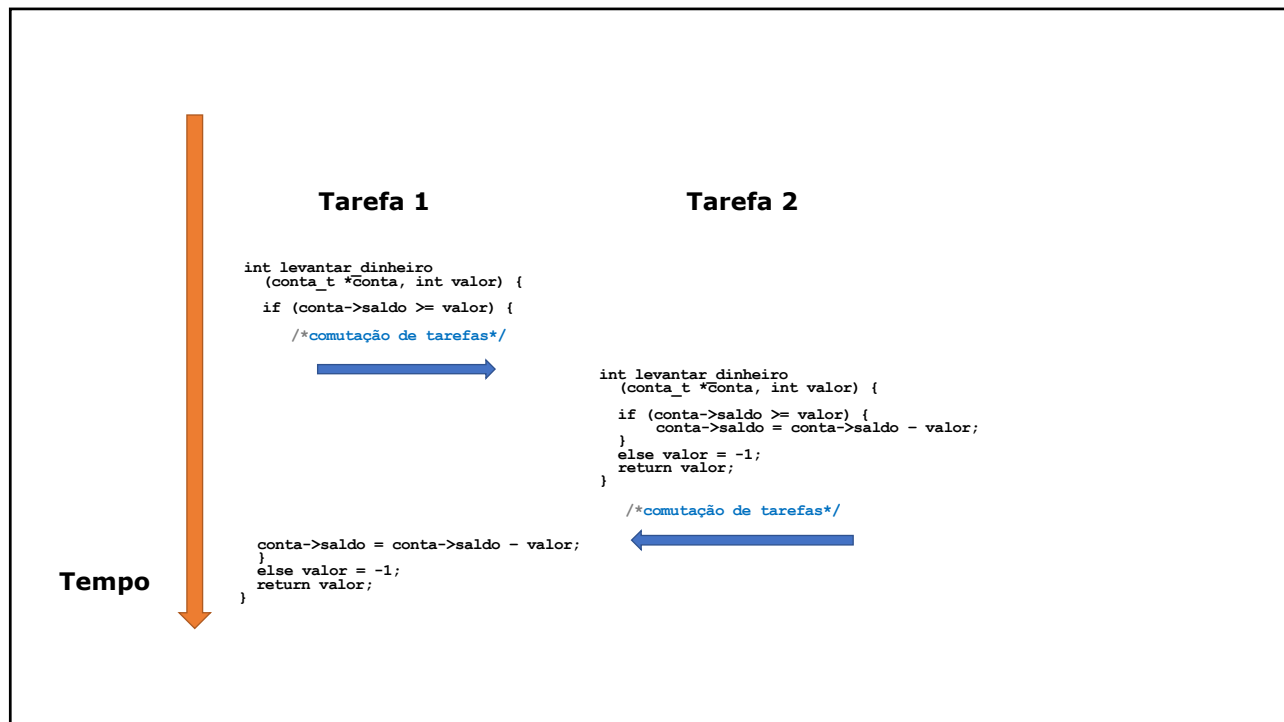 Tarefa 1
Tarefa 2
int levantar_dinheiro
(conta_t *conta, int valor) {
if (conta->saldo >= valor) {
/*comutação de tarefas*/
int levantar_dinheiro
(conta_t *conta, int valor) {
if (conta->saldo >= valor) {
conta->saldo = conta->saldo – valor;
}
else valor = -1;
return valor;
}
/*comutação de tarefas*/
conta->saldo = conta->saldo – valor;
}
else valor = -1;
return valor;
}
Tempo